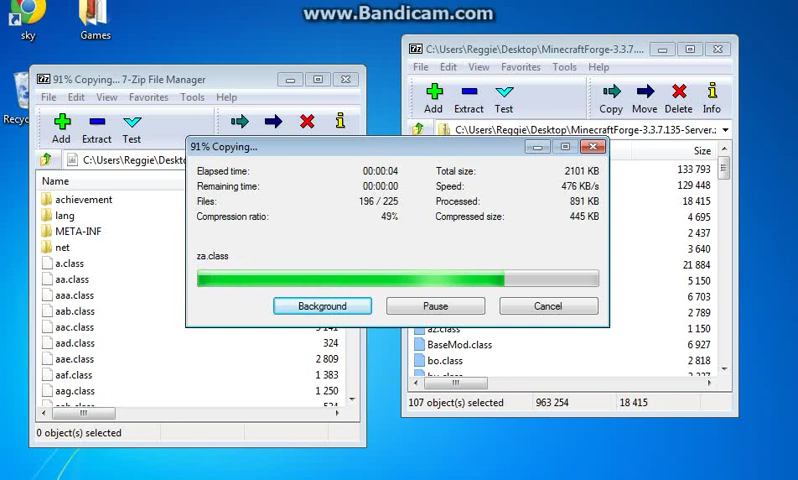 www.Bandicam.com
sky
Games
91% Copying... 7-Zip File Manager
File Edit View Favorites Tools Help
Add Extract Test
C:\Users\Reggie\Deskto
Name
achievement
lang
META-INF
net
a.class
aa.class
aaa.class
aab.class
aac.class
aad.class 324
aae.class 2 809
aaf.class 1 383
aag.class 1 250
0 object(s) selected
C:\Users\Reggie\Desktop\MinecraftForge-3.3.7....
File Edit View Favorites Tools Help
Add Extract Test Copy Move Delete Info
C:\Users\Reggie\Desktop\MinecraftForge-3.3.7.135-Server.z
Size
133 793
129 448
18 415
4 695
2 437
3 640
21 884
5 150
6 703
2 789
az.class 1 150
BaseMod.class 6 927
bo.class 2 818
107 object(s) selected 963 254 18 415
91% Copying...
Elapsed time: 00:00:04 Total size: 2101 KB
Remaining time: 00:00:00 Speed: 476 KB/s
Files: 196 / 225 Processed: 891 KB
Compression ratio: 49% Compressed size: 445 KB
za.class
Background Pause Cancel